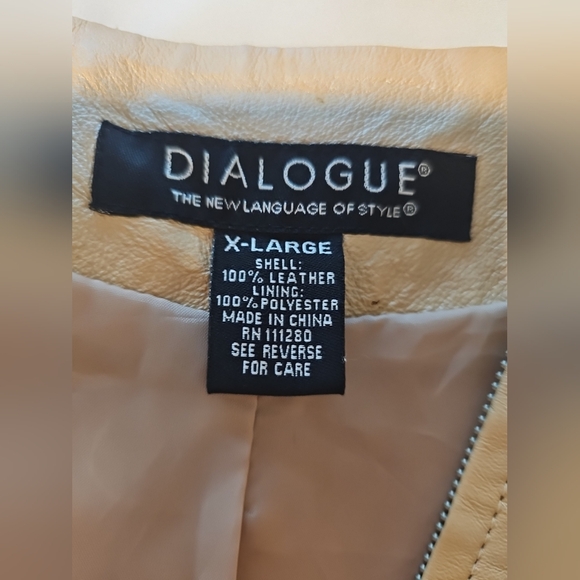 DIALOGUE®
THE NEW LANGUAGE OF STYLE®
X-LARGE
SHELL:
100% LEATHER
LINING:
100% POLYESTER
MADE IN CHINA
RN 111280
SEE REVERSE
FOR CARE